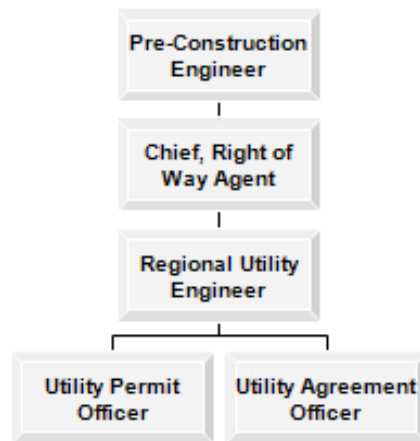 Pre-Construction
Engineer
Chief, Right of
Way Agent
Regional Utility
Engineer
Utility Permit
Officer
Utility Agreement
Officer